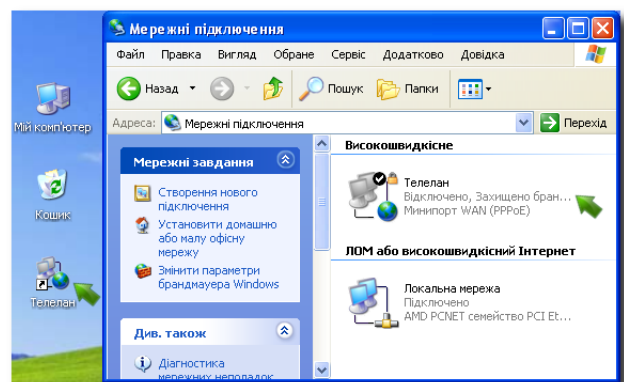 Мережні підключення
Файл Правка Вигляд Обране Сервіс Додатково Довідка
Назад Пошук Папки
Адреса: Мережні підключення Перехід
Мій комп'ютер
Кошик
Телелан
Мережні завдання
Створення нового
підключення
Установити домашню
або малу офісну
мережу
Змінити параметри
брандмауера Windows
Див. також
Діагностика
мережних неполадок
Високошвидкісне
Телелан
Відключено, Захищено бран...
Минипорт WAN (PPPoE)
ЛОМ або високошвидкісний Інтернет
Локальна мережа
Підключено
AMD PCNET семейство PCI Et...